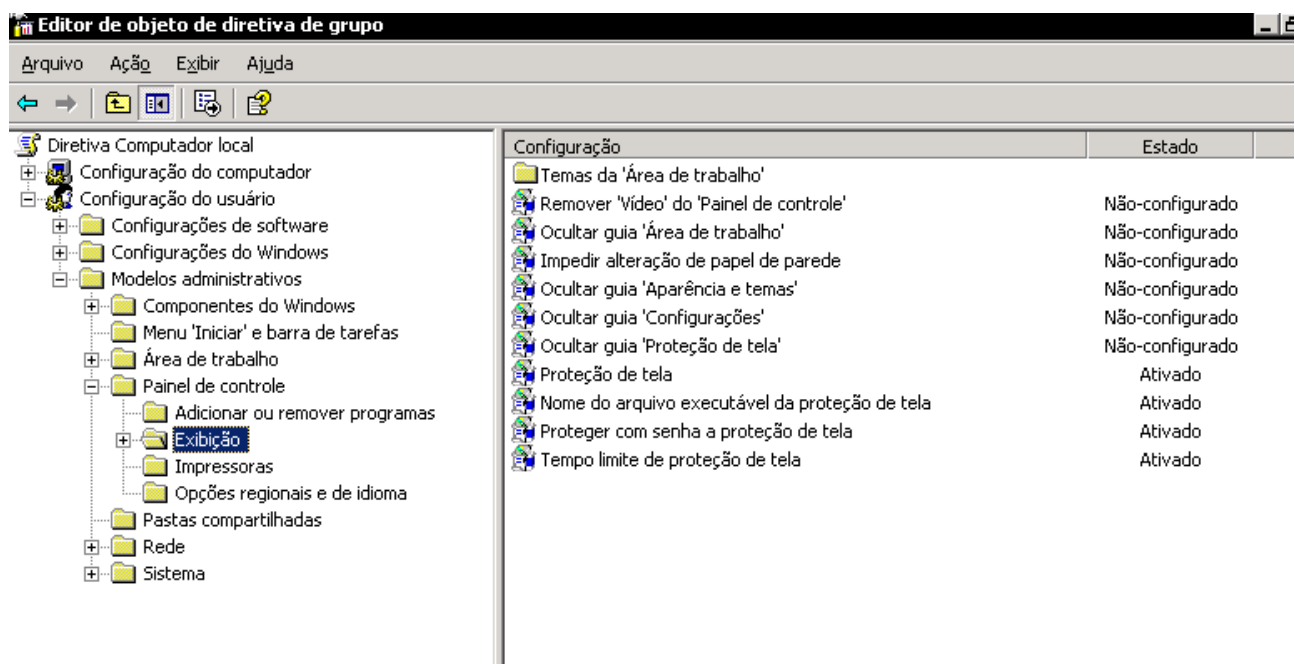 Editor de objeto de diretiva de grupo
Arquivo Ação Exibir Ajuda
Diretiva Computador local
Configuração do computador
Configuração do usuário
Configurações de software
Configurações do Windows
Modelos administrativos
Componentes do Windows
Menu 'Iniciar' e barra de tarefas
Área de trabalho
Painel de controle
Adicionar ou remover programas
Exibição
Impressoras
Opções regionais e de idioma
Pastas compartilhadas
Rede
Sistema
Configuração Estado
Temas da 'Área de trabalho'
Remover 'Vídeo' do 'Painel de controle' Não-configurado
Ocultar guia 'Área de trabalho' Não-configurado
Impedir alteração de papel de parede Não-configurado
Ocultar guia 'Aparência e temas' Não-configurado
Ocultar guia 'Configurações' Não-configurado
Ocultar guia 'Proteção de tela' Não-configurado
Proteção de tela Ativado
Nome do arquivo executável da proteção de tela Ativado
Proteger com senha a proteção de tela Ativado
Tempo limite de proteção de tela Ativado